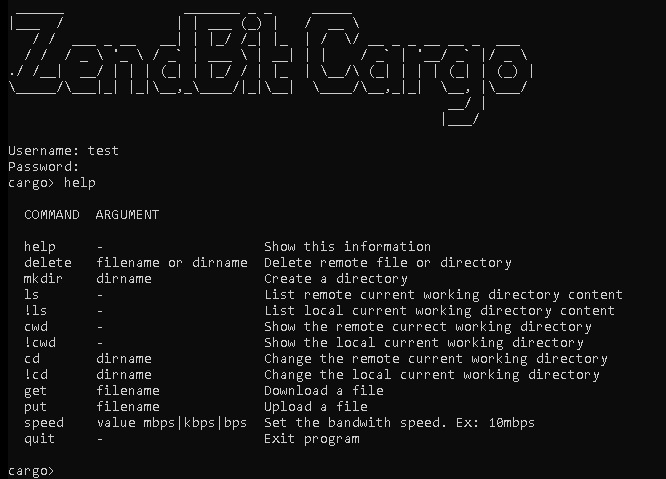 ZendBit Cargo
Username: test
Password:
cargo> help
COMMAND  ARGUMENT
help     -                    Show this information
delete   filename or dirname  Delete remote file or directory
mkdir    dirname              Create a directory
ls       -                    List remote current working directory content
!ls      -                    List local current working directory content
cwd      -                    Show the remote currect working directory
!cwd     -                    Show the local current working directory
cd       dirname              Change the remote current working directory
!cd      dirname              Change the local current working directory
get      filename             Download a file
put      filename             Upload a file
speed    value mbps|kbps|bps  Set the bandwith speed. Ex: 10mbps
quit     -                    Exit program
cargo>